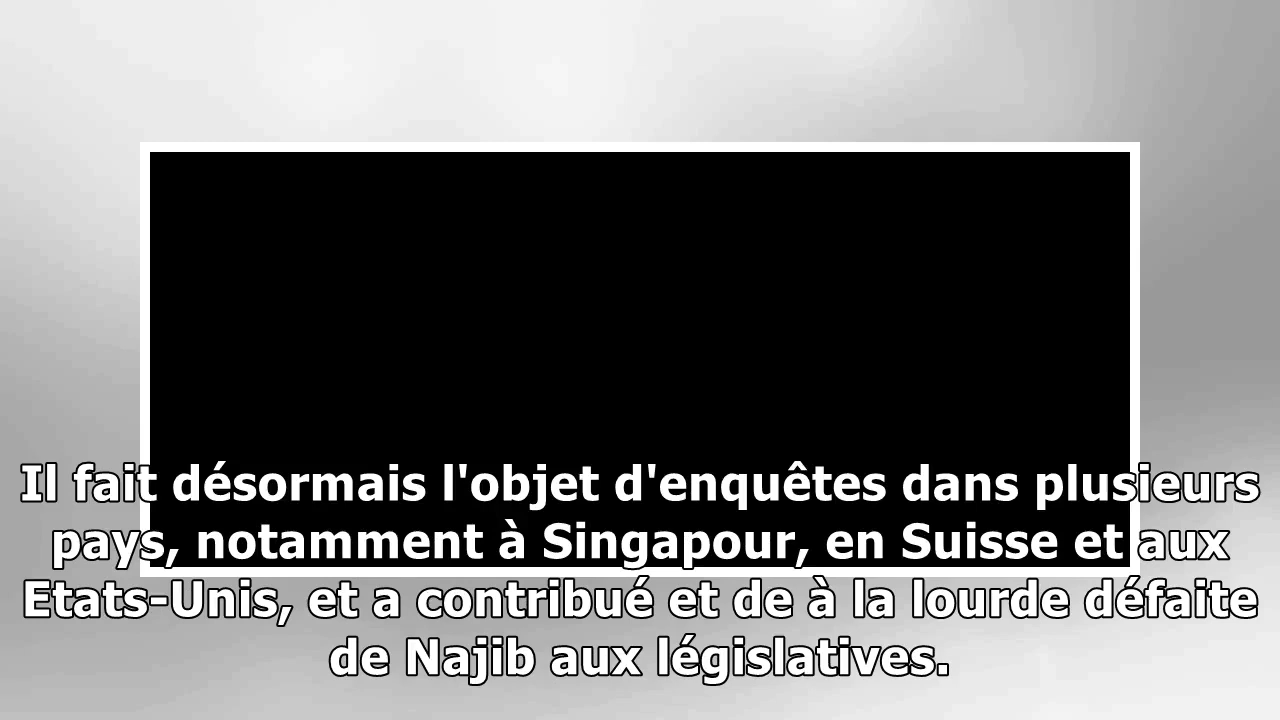 Il fait désormais l'objet d'enquêtes dans plusieurs
pays, notamment à Singapour, en Suisse et aux
Etats-Unis, et a contribué et de à la lourde défaite
de Najib aux législatives.